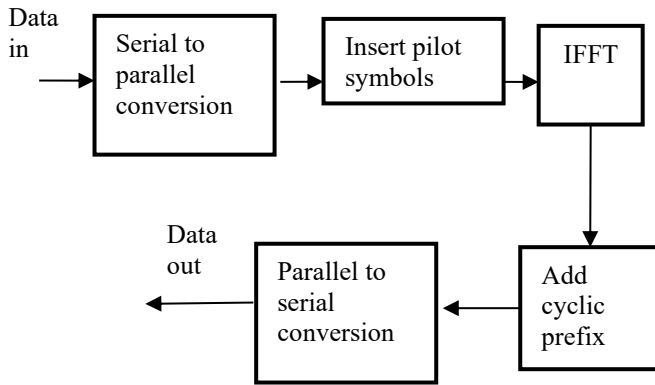 Data
in
Serial to
parallel
conversion
Insert pilot
symbols
IFFT
Add
cyclic
prefix
Parallel to
serial
conversion
Data
out